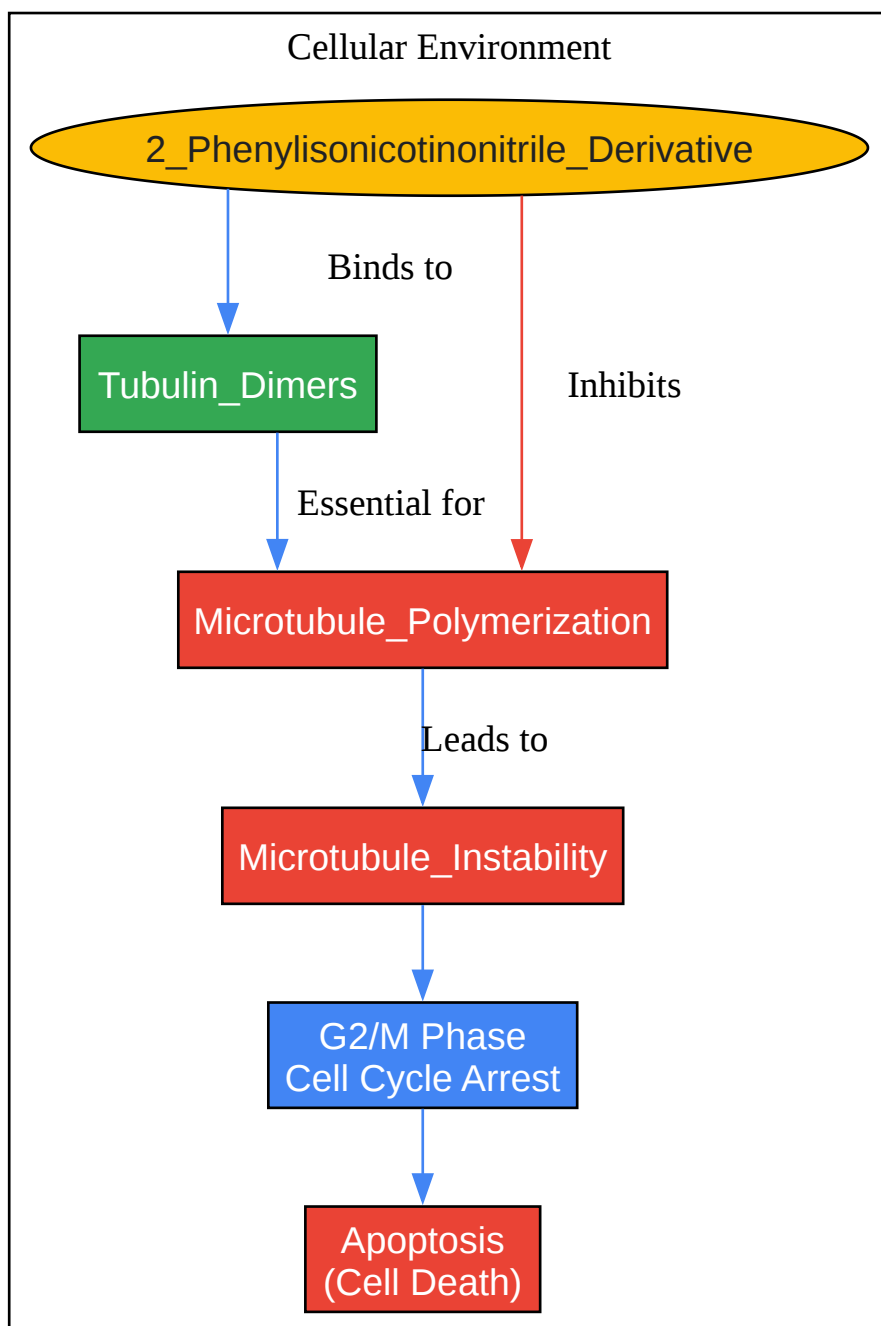 Cellular Environment
2_Phenylisonicotinonitrile_Derivative
Binds to
Tubulin_Dimers
Inhibits
Essential for
Microtubule_Polymerization
Leads to
Microtubule_Instability
G2/M Phase
Cell Cycle Arrest
Apoptosis
(Cell Death)